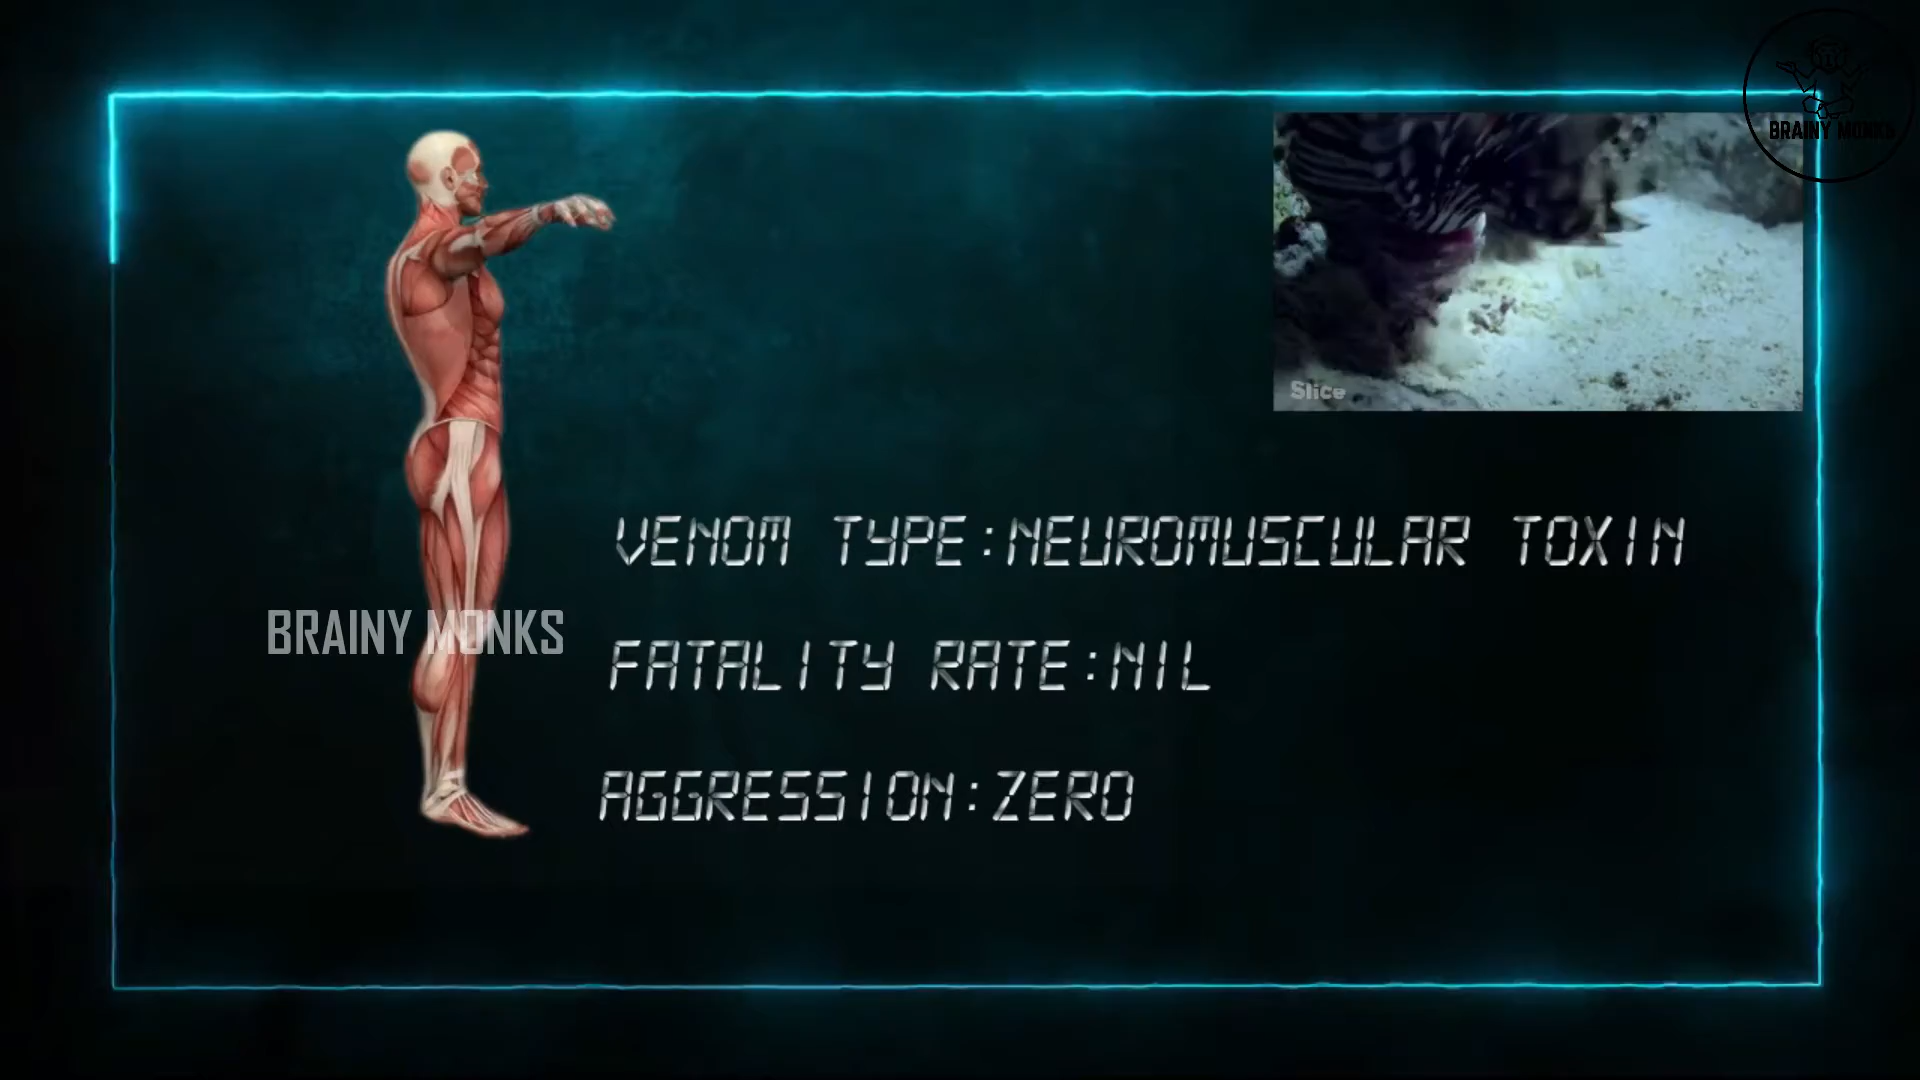 BRAINY MONKS
Slice
VENOM TYPE:NEUROMUSCULAR TOXIN
BRAINY MONKS
FATALITY RATE:NIL
AGGRESSION:ZERO